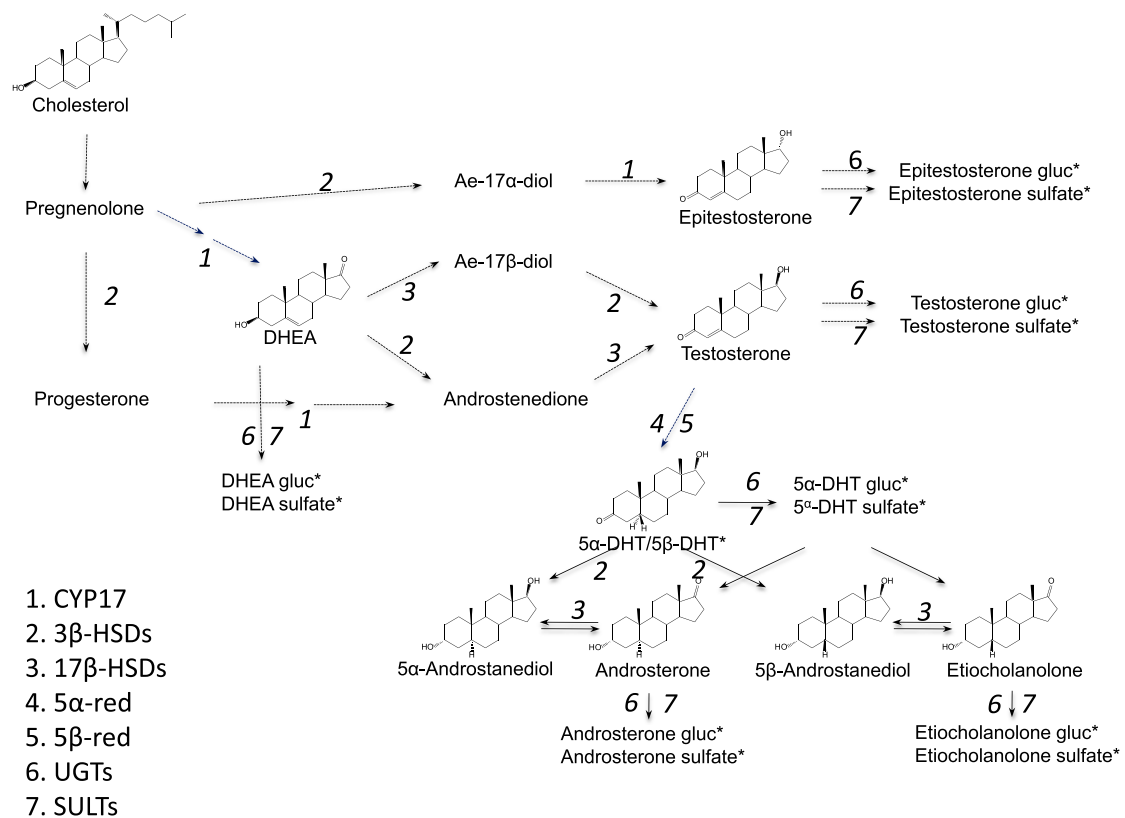 HO
Cholesterol
OH
Pregnenolone
2
Ae-17α-diol
1
O
Epitestosterone
6
7
Epitestosterone gluc*
Epitestosterone sulfate*
1
2
O
HO
DHEA
3
2
Ae-17β-diol
2
3
OH
O
Testosterone
6
7
Testosterone gluc*
Testosterone sulfate*
Progesterone
1
Androstenedione
6 7
DHEA gluc*
DHEA sulfate*
4 5
OH
O
H H
5α-DHT/5β-DHT*
6
7
5α-DHT gluc*
5α-DHT sulfate*
2
2
OH
HO
H
5α-Androstanediol
3
O
HO
H
Androsterone
OH
HO
H
5β-Androstanediol
3
O
HO
H
Etiocholanolone
6 7
Androsterone gluc*
Androsterone sulfate*
6 7
Etiocholanolone gluc*
Etiocholanolone sulfate*
1. CYP17
2. 3β-HSDs
3. 17β-HSDs
4. 5α-red
5. 5β-red
6. UGTs
7. SULTs